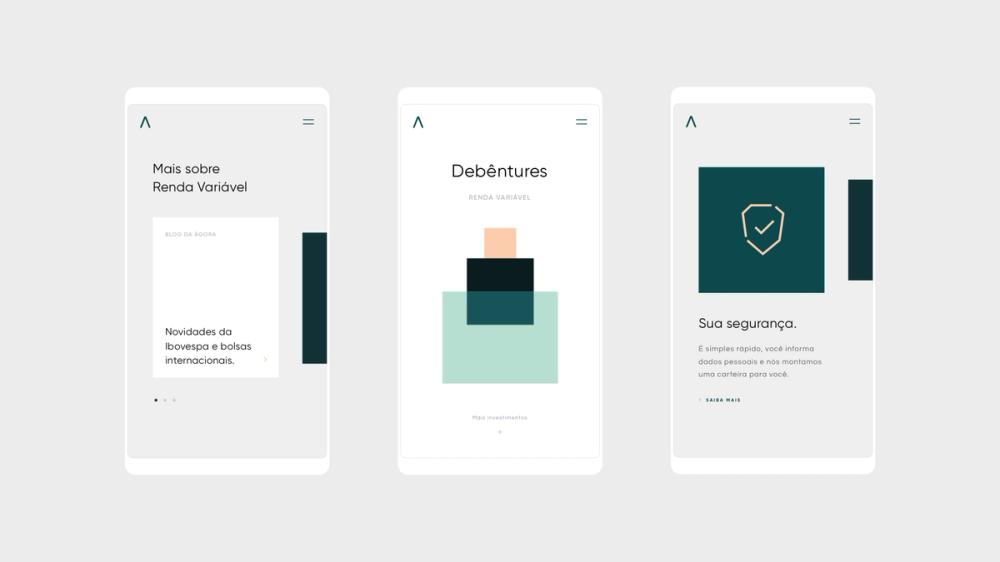 Mais sobre
Renda Variável
BLOG DA ÁGORA
Novidades da
Ibovespa e bolsas
internacionais.
Debêntures
RENDA VARIÁVEL
Mais investimentos
Sua segurança.
É simples rápido, você informa
dados pessoais e nós montamos
uma carteira para você.
SAIBA MAIS